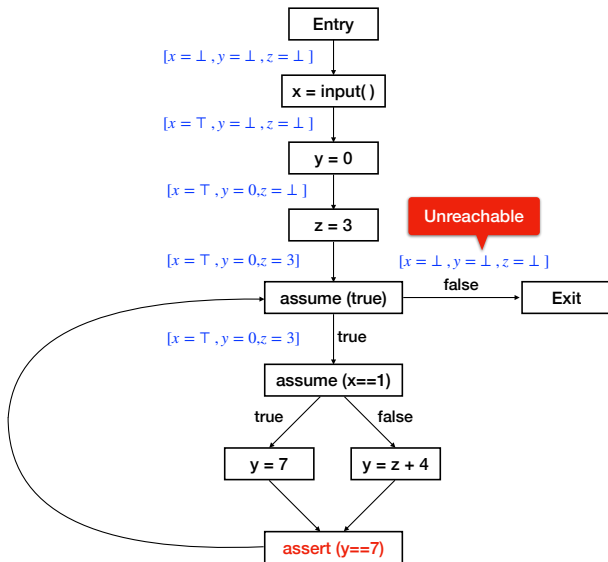 Entry
[x = ⊥ , y = ⊥ , z = ⊥ ]
x = input( )
[x = ⊤ , y = ⊥ , z = ⊥ ]
y = 0
[x = ⊤ , y = 0,z = ⊥ ]
Unreachable
z = 3
[x = ⊤ , y = 0,z = 3]
[x = ⊥ , y = ⊥ , z = ⊥ ]
false
assume (true)
Exit
[x = ⊤ , y = 0,z = 3]
true
assume (x==1)
true
false
y = 7
y = z + 4
assert (y==7)